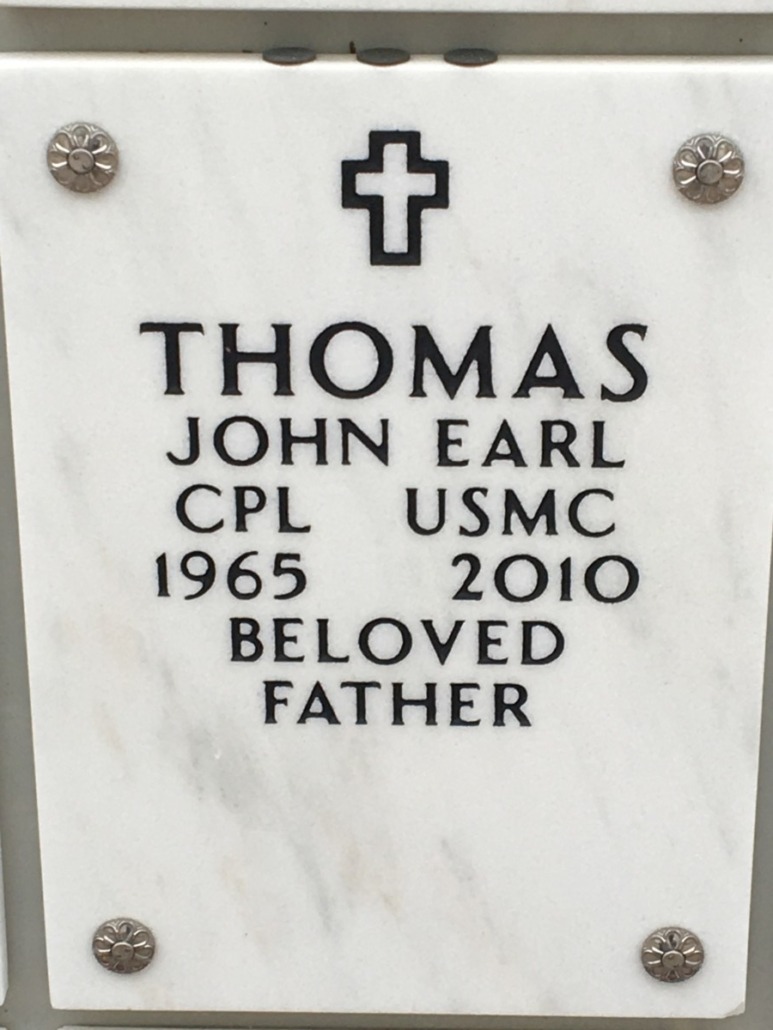 THOMAS
JOHN EARL
CPL USMC
1965 2010
BELOVED
FATHER